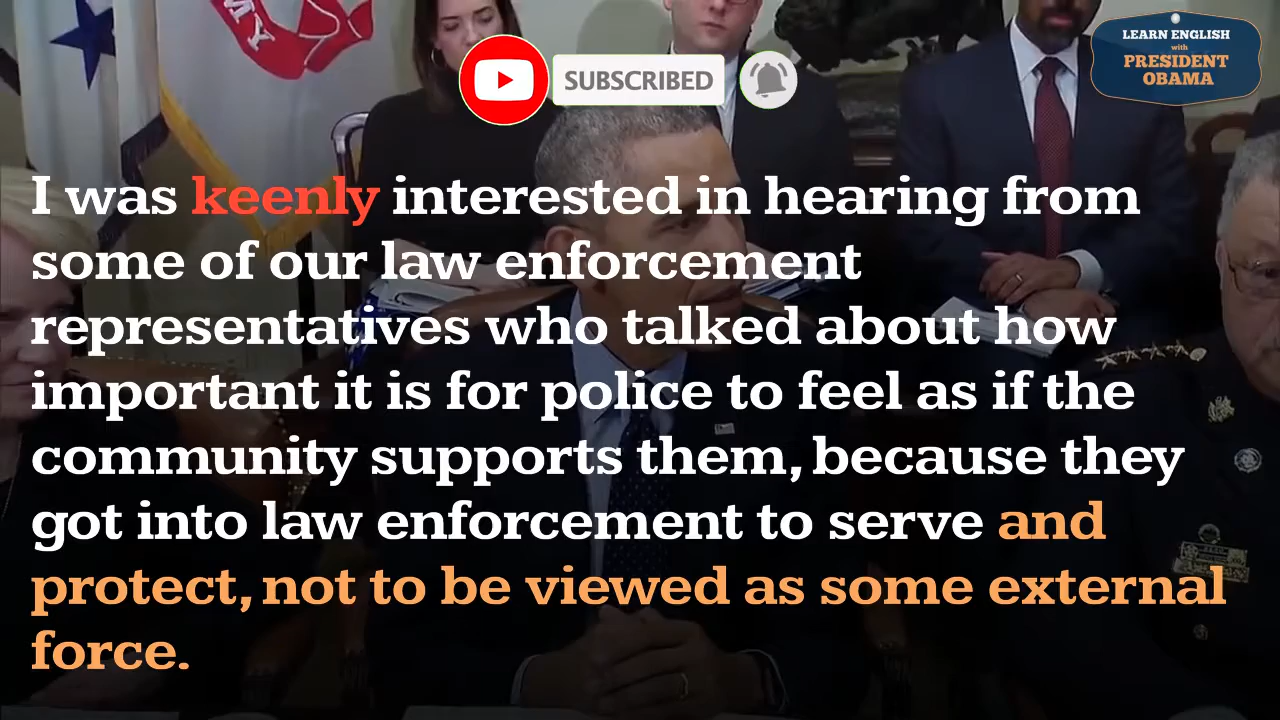 MY
LEARN ENGLISH
with
PRESIDENT
OBAMA
SUBSCRIBED
I was keenly interested in hearing from
some of our law enforcement
representatives who talked about how
important it is for police to feel as if the
community supports them, because they
got into law enforcement to serve and
protect, not to be viewed as some external
force.